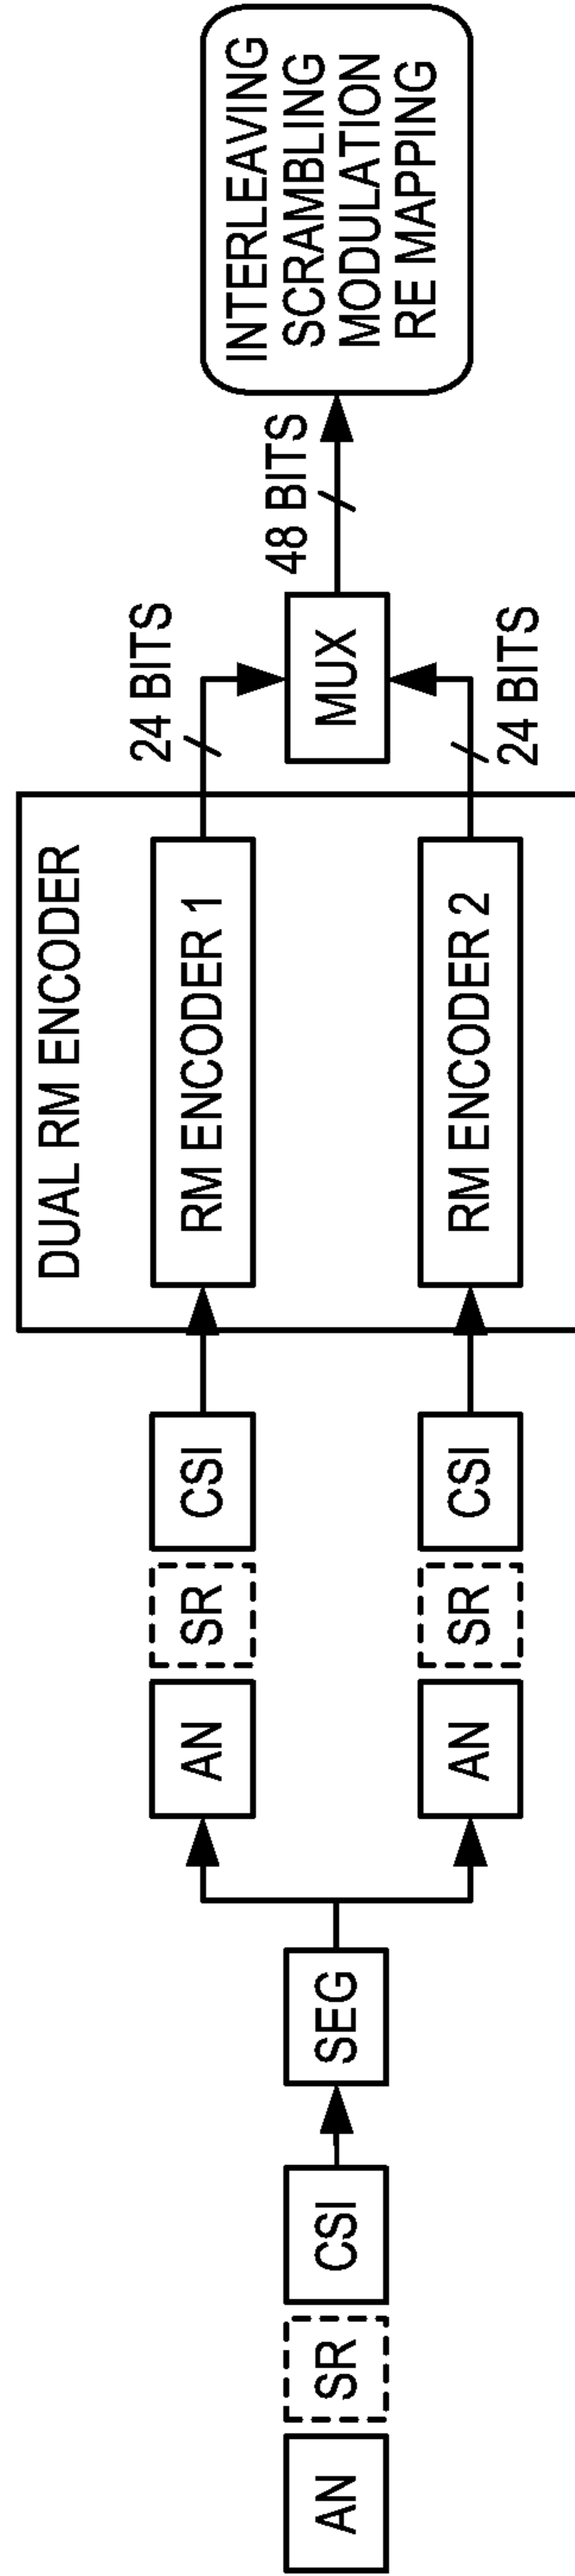 AN
SR
CSI
SEG
AN
SR
CSI
AN
SR
CSI
DUAL RM ENCODER
RM ENCODER 1
RM ENCODER 2
24 BITS
24 BITS
MUX
48 BITS
INTERLEAVING
SCRAMBLING
MODULATION
RE MAPPING